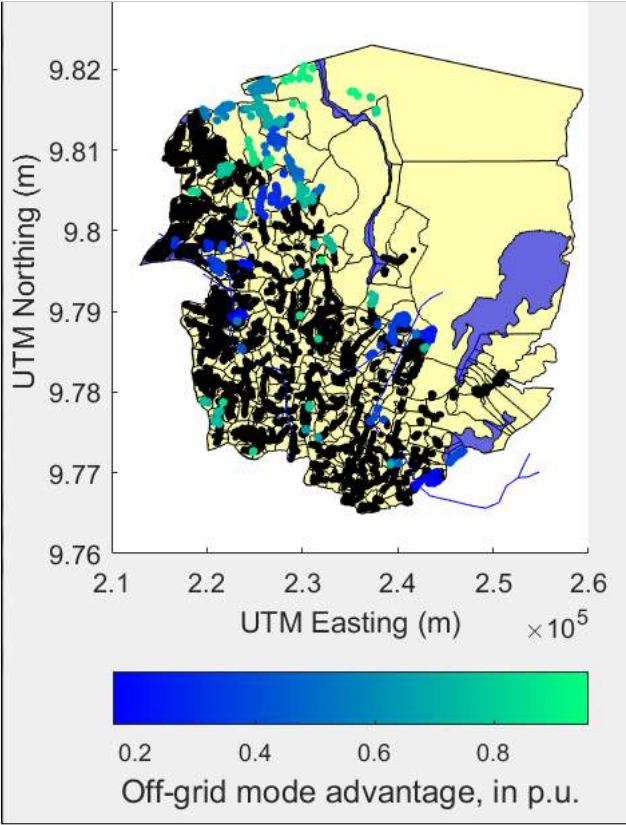 9.82
9.81
9.8
9.79
9.78
9.77
9.76
UTM Northing (m)
2.1 2.2 2.3 2.4 2.5 2.6
UTM Easting (m) ×10⁵
0.2 0.4 0.6 0.8
Off-grid mode advantage, in p.u.